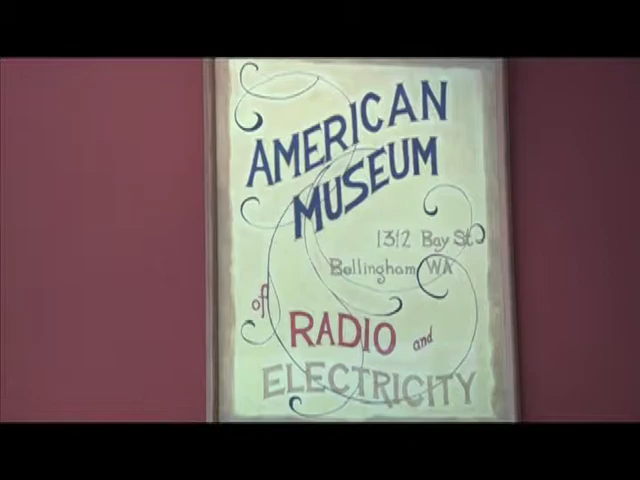 AMERICAN
MUSEUM
1312 Bay St
Bellingham WA
of
RADIO and
ELECTRICITY